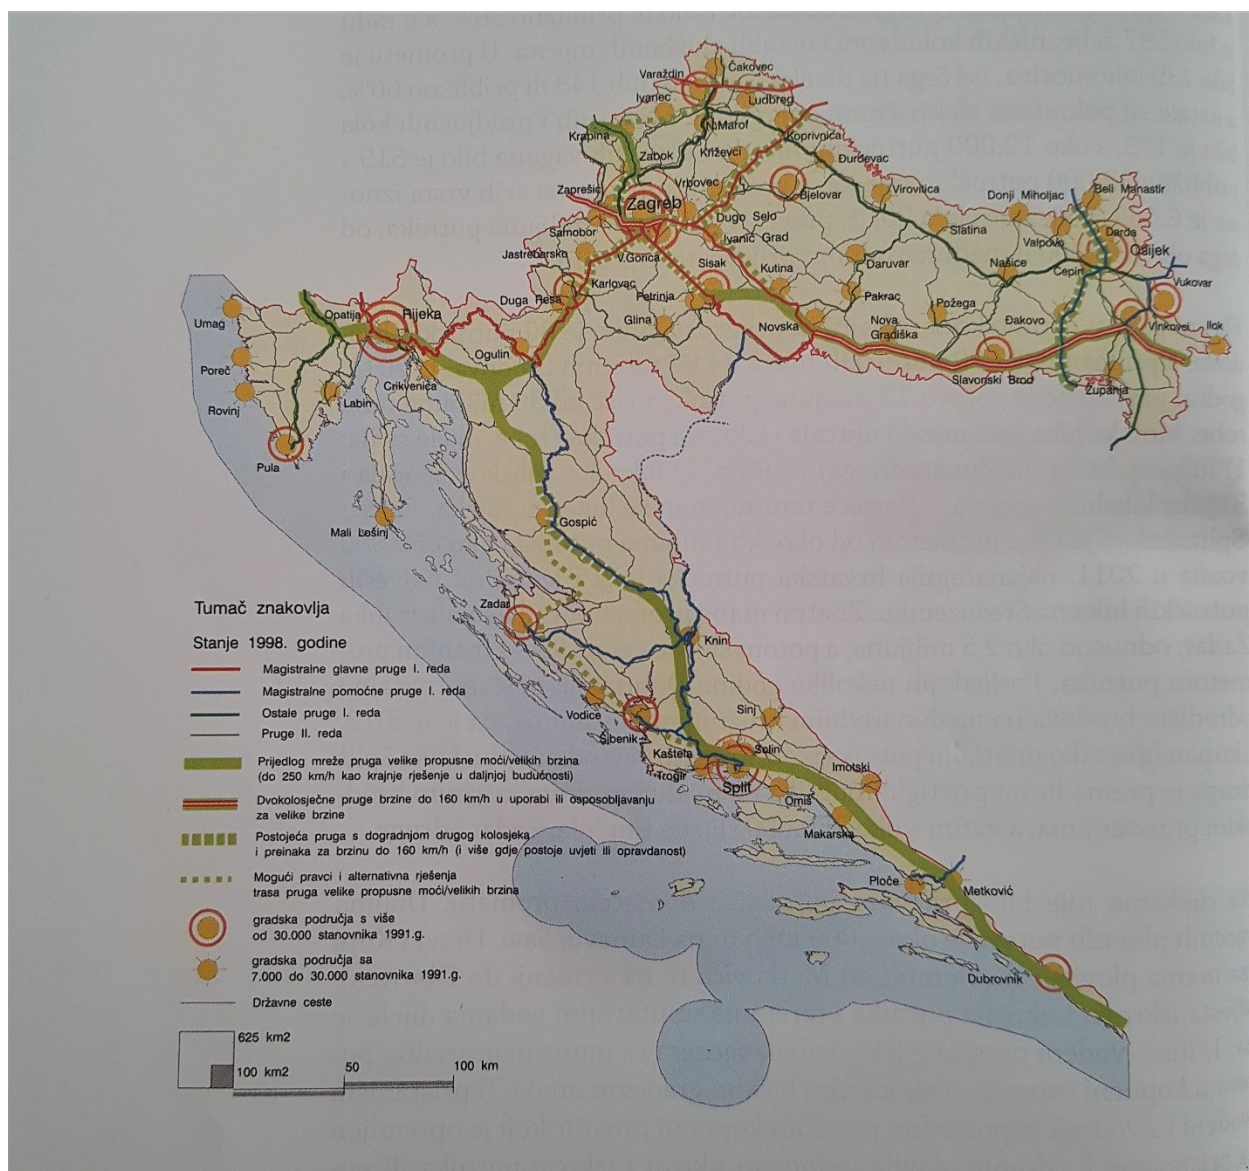 Čakovec
Varaždin
Ivanec
Ludbreg
N.Marof
Krapina
Koprivnica
Zabok
Križevci
Đurđevac
Zaprešić
Vrbovec
Bjelovar
Virovitica
Donji Miholjac
Beli Manastir
Zagreb
Dugo Selo
Slatina
Valpovo
Darda
Samobor
Ivanić Grad
Osijek
Jastrebarsko
V.Gorica
Sisak
Kutina
Daruvar
Našice
Čepin
Vukovar
Karlovac
Duga Resa
Petrinja
Pakrac
Požega
Opatija
Rijeka
Umag
Glina
Novska
Nova
Gradiška
Đakovo
Vinkovci
Ilok
Ogulin
Poreč
Crikvenica
Slavonski Brod
Županja
Rovinj
Labin
Pula
Mali Lošinj
Gospić
Zadar
Knin
Vodice
Šibenik
Sinj
Kaštela
Solin
Trogir
Split
Imotski
Omiš
Makarska
Ploče
Metković
Dubrovnik
Tumač znakovlja
Stanje 1998. godine
Magistralne glavne pruge I. reda
Magistralne pomoćne pruge I. reda
Ostale pruge I. reda
Pruge II. reda
Prijedlog mreže pruga velike propusne moći/velikih brzina
(do 250 km/h kao krajnje rješenje u daljnjoj budućnosti)
Dvokolosječne pruge brzine do 160 km/h u uporabi ili osposobljavanju
za velike brzine
Postojeća pruga s dogradnjom drugog kolosjeka
i preinaka za brzinu do 160 km/h (i više gdje postoje uvjeti ili opravdanost)
Mogući pravci i alternativna rješenja
trasa pruga velike propusne moći/velikih brzina
gradska područja s više
od 30.000 stanovnika 1991.g.
gradska područja sa
7.000 do 30.000 stanovnika 1991.g.
Državne ceste
625 km2
100 km2
50
100 km